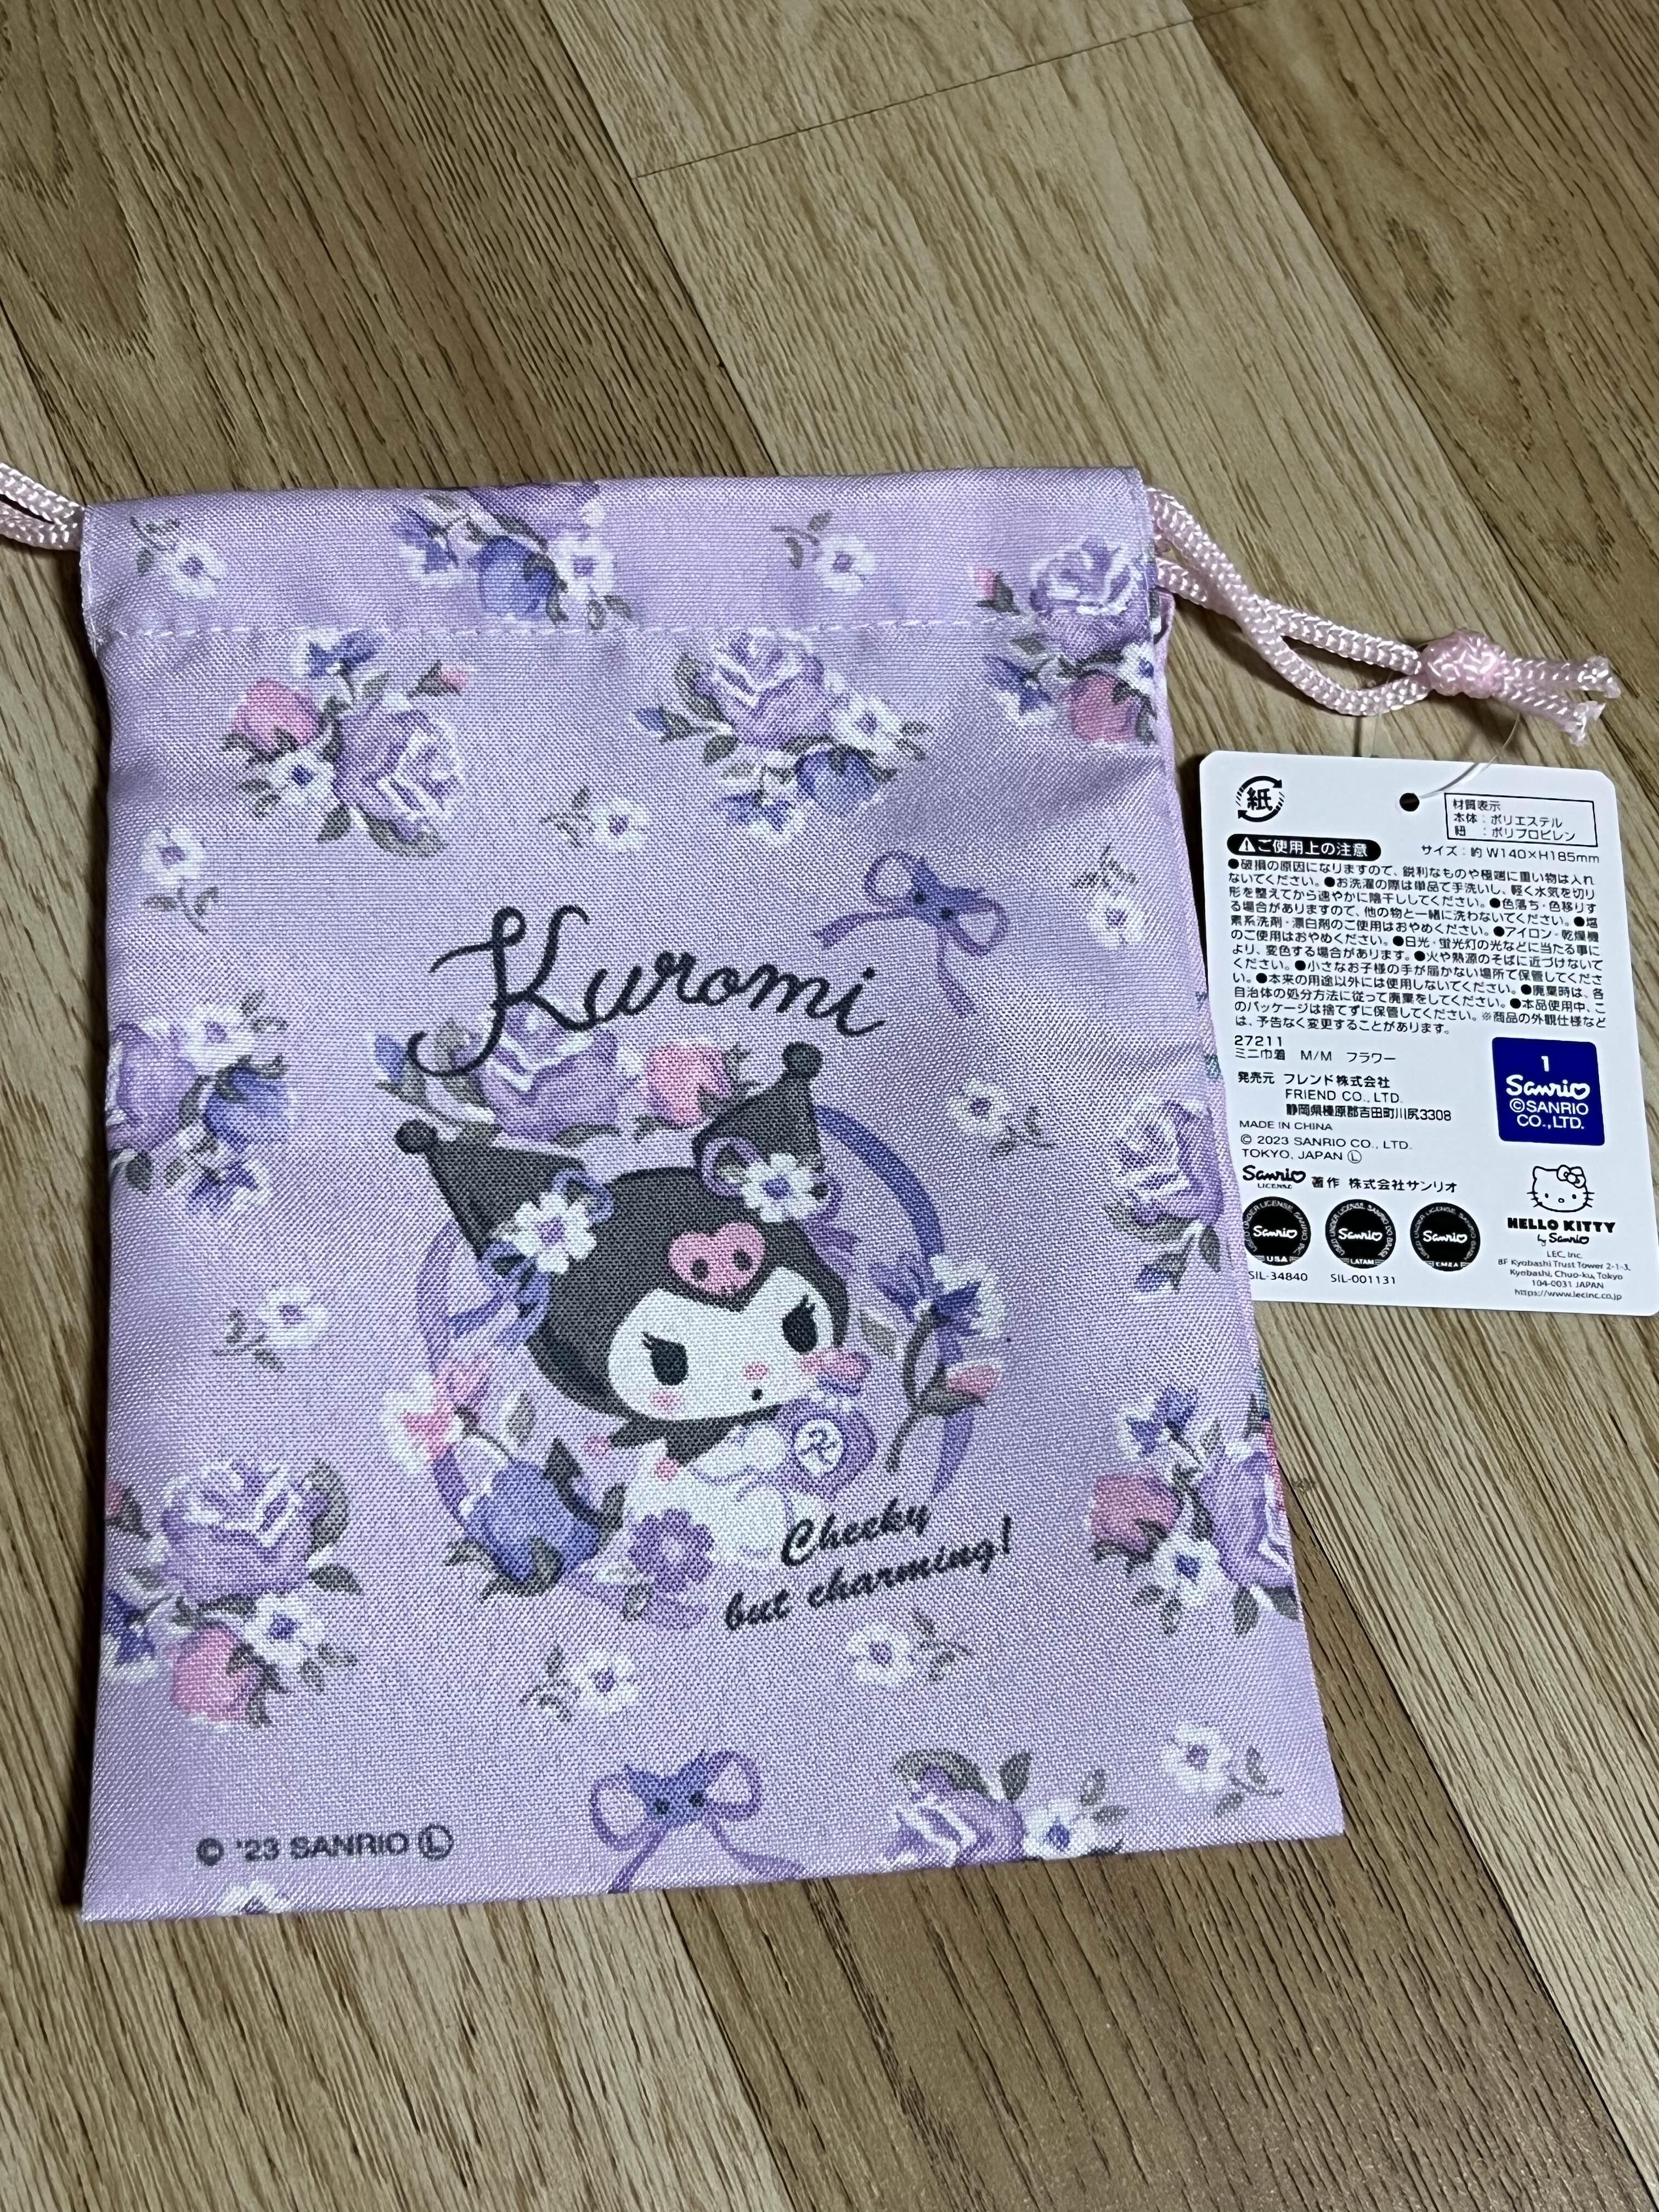 Kuromi
R
Cheeky
but charming!
© '23 SANRIO Ⓛ
紙
材質表示
本体：ポリエステル
紐　：ポリプロピレン
⚠ご使用上の注意
サイズ：約 W140×H185mm
●破損の原因になりますので、鋭利なものや極端に重い物は入れ
ないでください。●お洗濯の際は単品で手洗いし、軽く水気を切り
形を整えてから速やかに陰干ししてください。●色落ち・色移りす
る場合がありますので、他の物と一緒に洗わないでください。●塩
素系洗剤・漂白剤のご使用はおやめください。●アイロン・乾燥機
のご使用はおやめください。●日光・蛍光灯の光などに当たる事に
より、変色する場合があります。●火や熱源のそばに近づけないで
ください。●小さなお子様の手が届かない場所で保管してくださ
い。●本来の用途以外には使用しないでください。●廃棄時は、各
自治体の処分方法に従って廃棄をしてください。●本品使用中、こ
のパッケージは捨てずに保管してください。※商品の外観仕様など
は、予告なく変更することがあります。
27211
ミニ巾着　M/M　フラワー
発売元 フレンド株式会社
FRIEND CO., LTD.
静岡県榛原郡吉田町川尻3308
MADE IN CHINA
© 2023 SANRIO CO., LTD.
TOKYO, JAPAN Ⓛ
1
Sanrio
©SANRIO
CO.,LTD.
Sanrio
LICENSE
著作 株式会社サンリオ
Sanrio
USA
Sanrio
LATAM
Sanrio
EMEA
SIL-34840
SIL-001131
HELLO KITTY
by Sanrio
LEC, Inc.
8F Kyobashi Trust Tower 2-1-3,
Kyobashi, Chuo-ku, Tokyo
104-0031 JAPAN
https://www.lecinc.co.jp